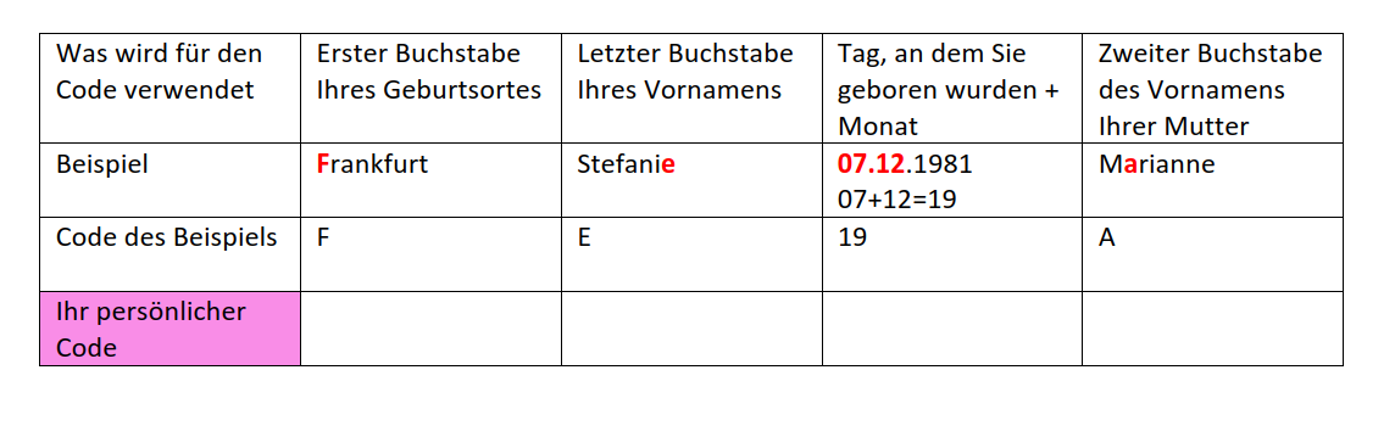 Was wird für den
Code verwendet
Erster Buchstabe
Ihres Geburtsortes
Letzter Buchstabe
Ihres Vornamens
Tag, an dem Sie
geboren wurden +
Monat
Zweiter Buchstabe
des Vornamens
Ihrer Mutter
Beispiel
Frankfurt
Stefanie
07.12.1981
07+12=19
Marianne
Code des Beispiels
F
E
19
A
Ihr persönlicher
Code